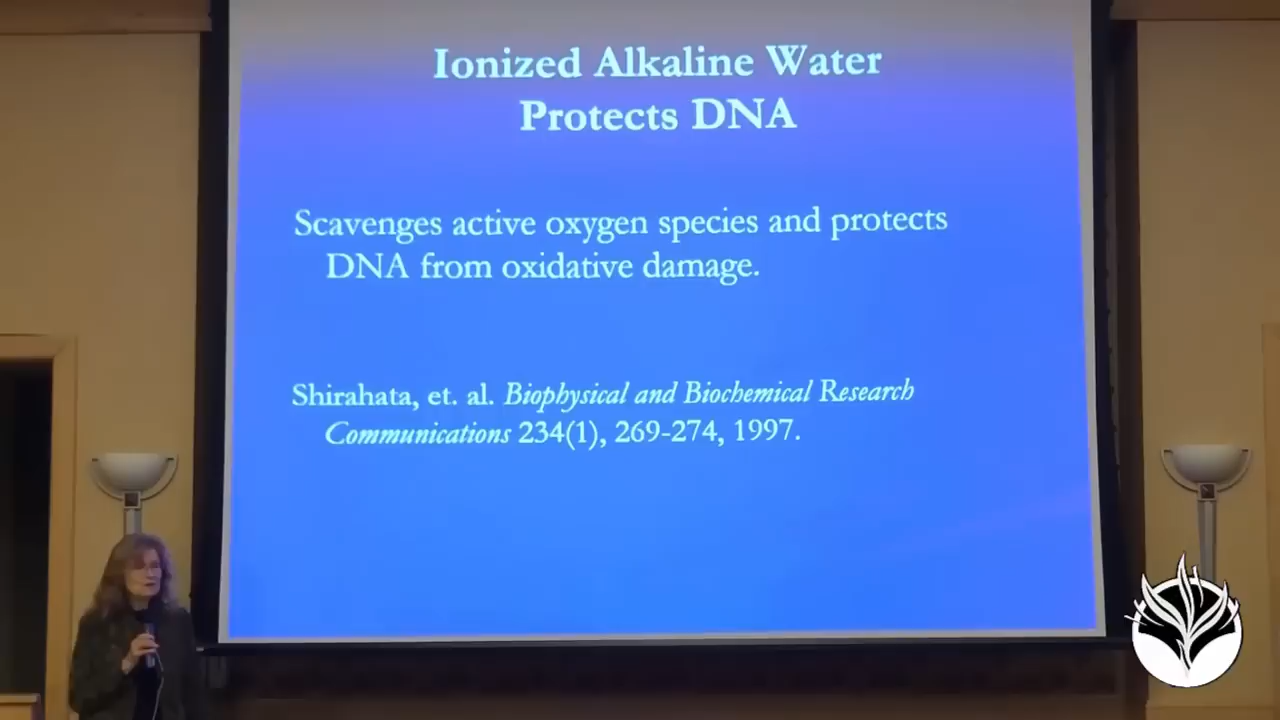 Ionized Alkaline Water
Protects DNA
Scavenges active oxygen species and protects
DNA from oxidative damage.
Shirahata, et. al. Biophysical and Biochemical Research
Communications 234(1), 269-274, 1997.